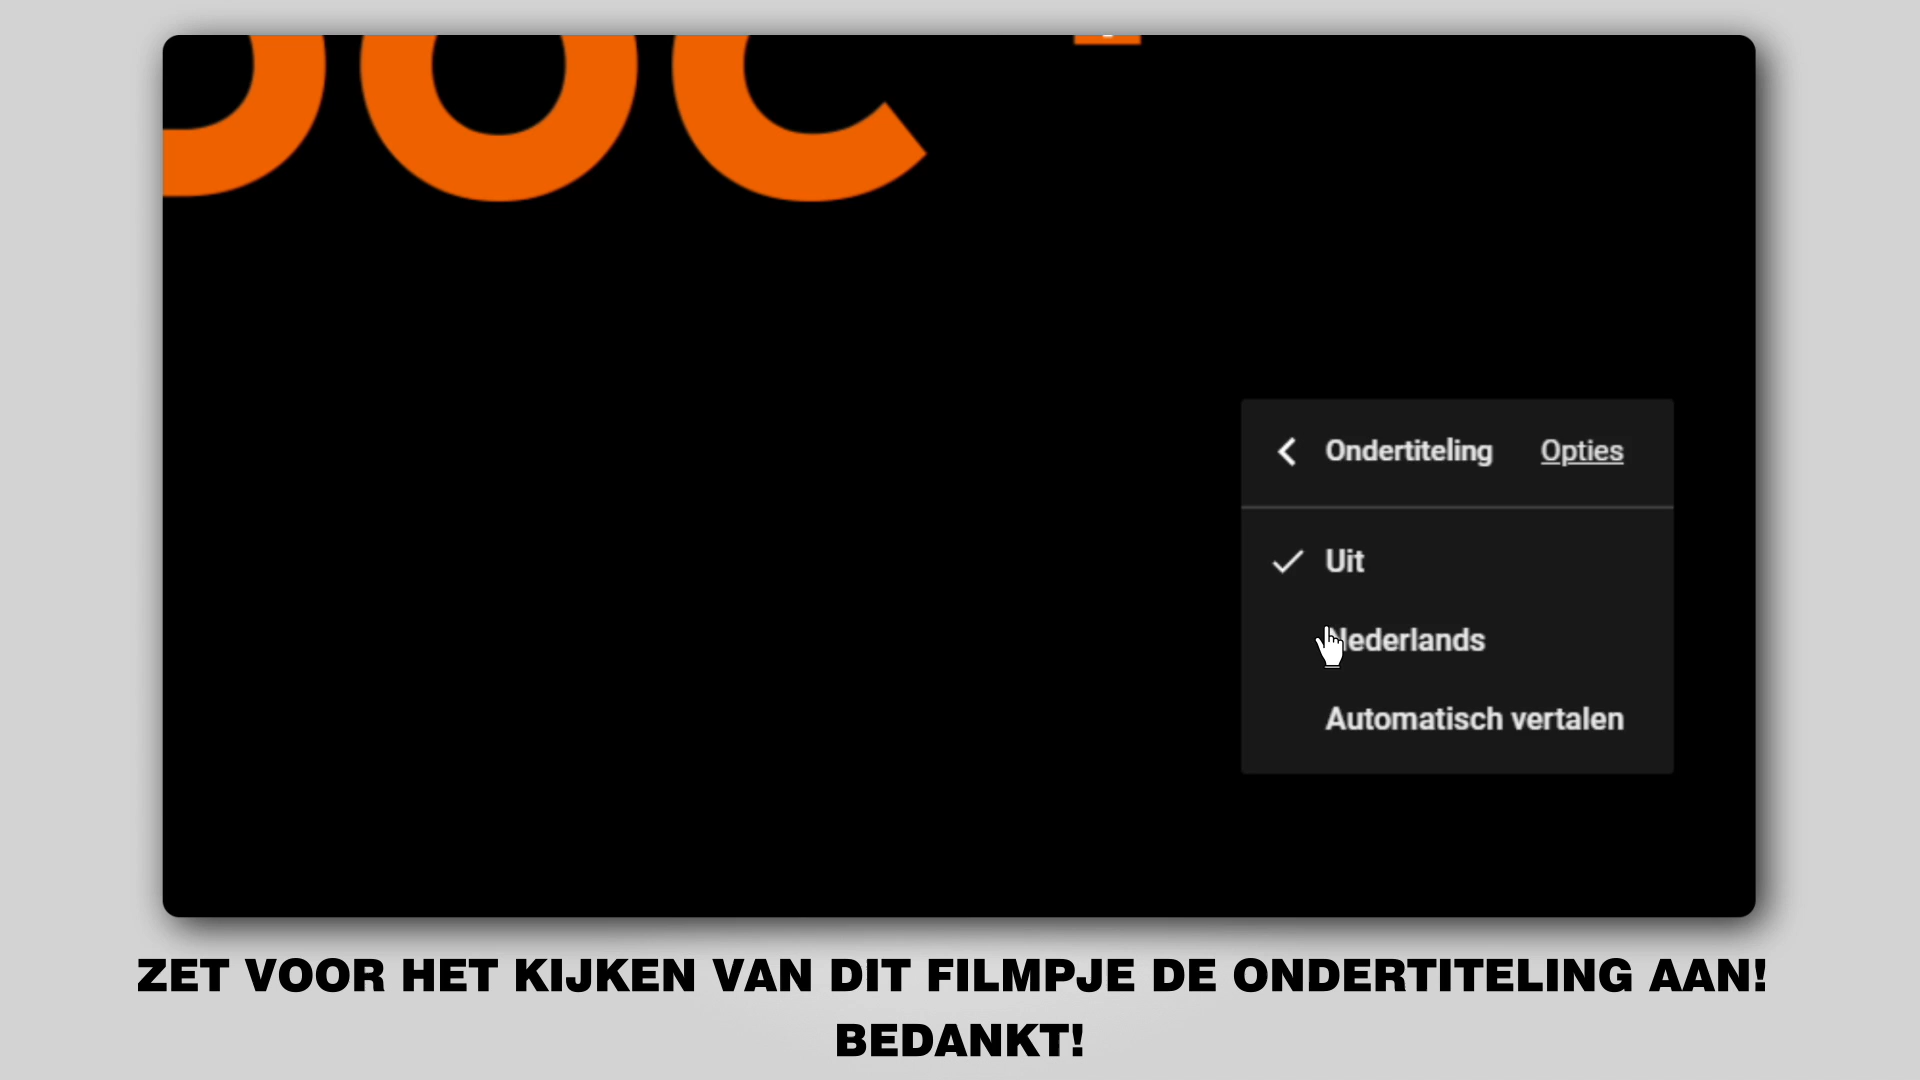 Ondertiteling Opties
Uit
Nederlands
Automatisch vertalen
ZET VOOR HET KIJKEN VAN DIT FILMPJE DE ONDERTITELING AAN!
BEDANKT!